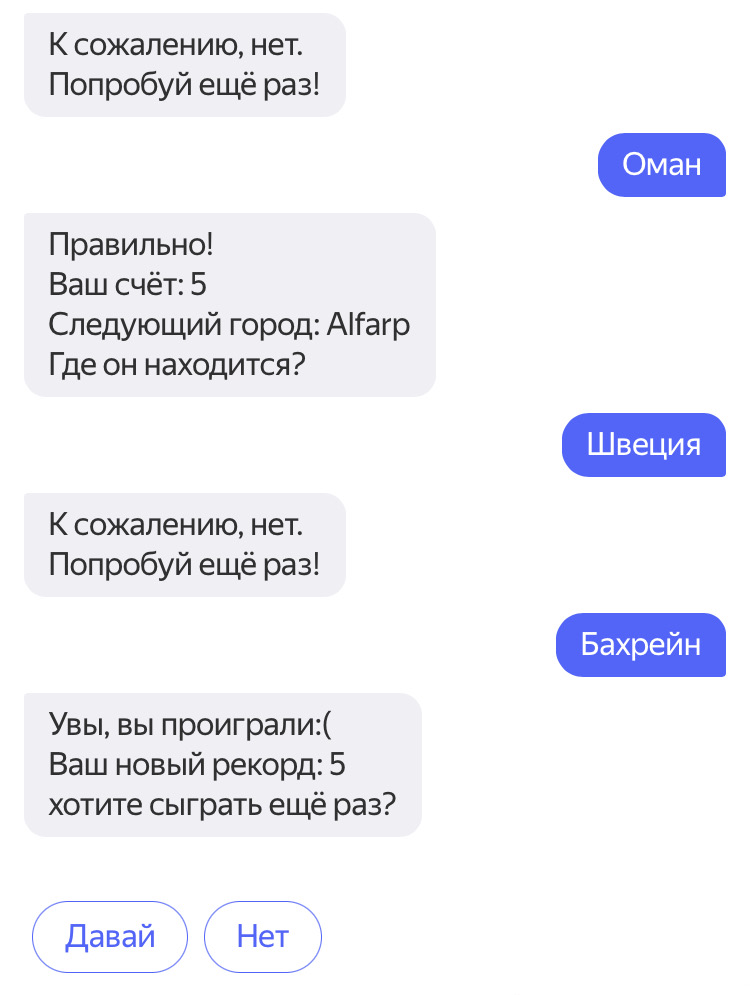 К сожалению, нет.
Попробуй ещё раз!
Оман
Правильно!
Ваш счёт: 5
Следующий город: Alfarp
Где он находится?
Швеция
К сожалению, нет.
Попробуй ещё раз!
Бахрейн
Увы, вы проиграли:(
Ваш новый рекорд: 5
хотите сыграть ещё раз?
Давай
Нет